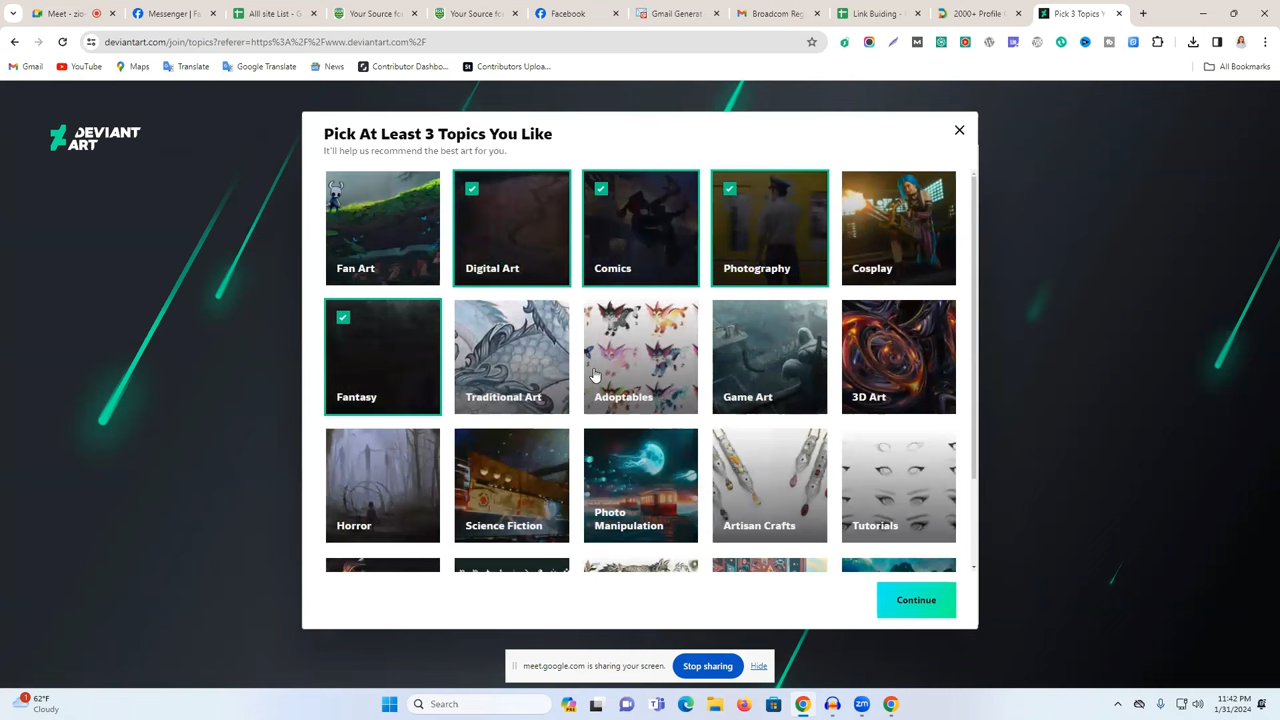 Meet - zio
Messenger | Fa
Alll site List - G
Your Source fo
Your Source fo
Facebook
Gmail General
Broadcom Reg
Link Buiding -
2000+ Profile C
Pick 3 Topics Y
deviantart.com/join/topics?referer=https%3A%2F%2Fwww.deviantart.com%2F
Gmail
YouTube
Maps
Translate
Google Translate
News
Contributor Dashbo...
Contributors Uploa...
All Bookmarks
DEVIANT
ART
Pick At Least 3 Topics You Like
It'll help us recommend the best art for you.
Fan Art
Digital Art
Comics
Photography
Cosplay
Fantasy
Traditional Art
Adoptables
Game Art
3D Art
Horror
Science Fiction
Photo
Manipulation
Artisan Crafts
Tutorials
Continue
meet.google.com is sharing your screen.
Stop sharing
Hide
1
62°F
Cloudy
Search
11:42 PM
1/31/2024